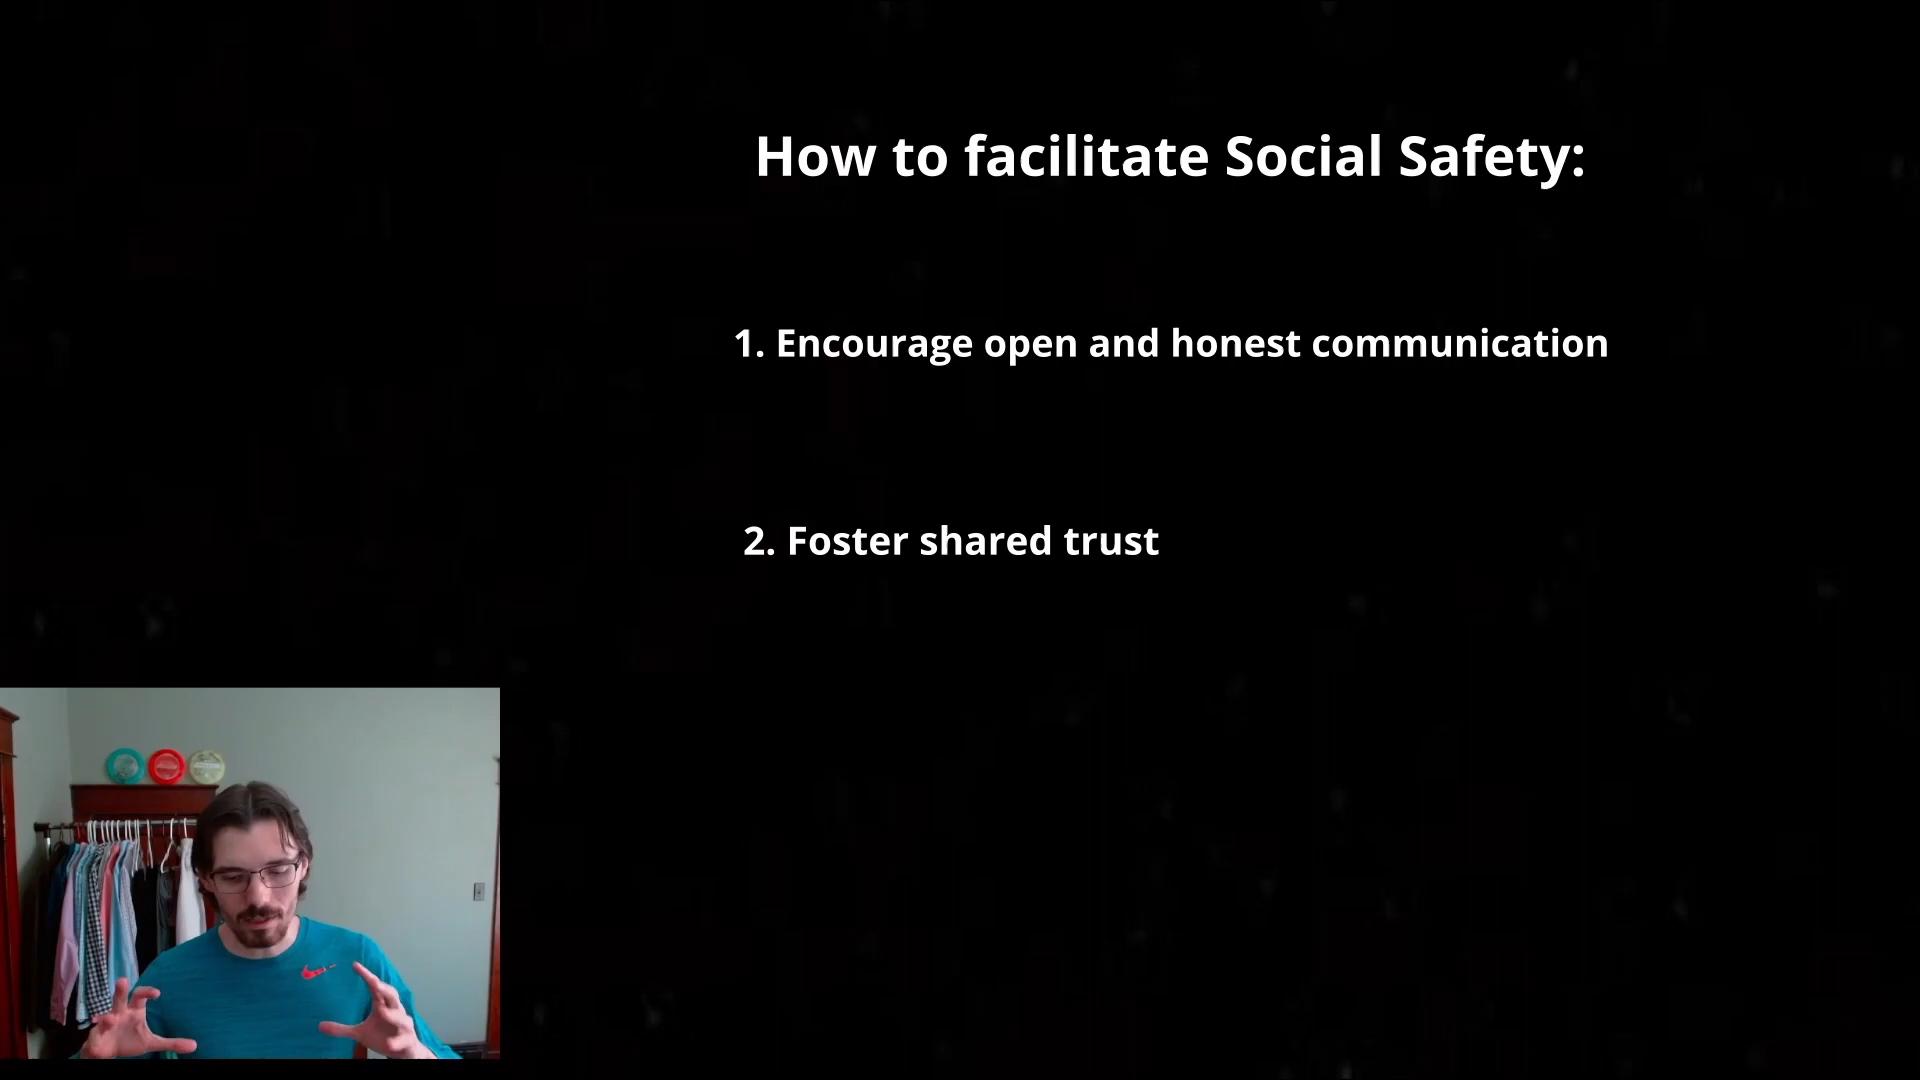 How to facilitate Social Safety:
1. Encourage open and honest communication
2. Foster shared trust